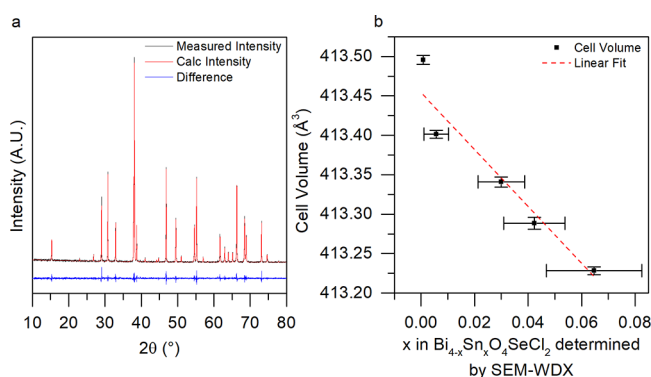 a
Measured Intensity
Calc Intensity
Difference
Intensity (A.U.)
10 20 30 40 50 60 70 80
2θ (°)
b
Cell Volume
Linear Fit
Cell Volume (Å³)
413.50
413.45
413.40
413.35
413.30
413.25
413.20
0.00 0.02 0.04 0.06 0.08
x in Bi₄₋ₓSnₓO₄SeCl₂ determined
by SEM-WDX